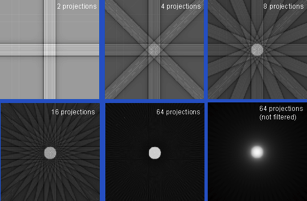 2 projections
4 projections
8 projections
16 projections
64 projections
64 projections
(not filtered)